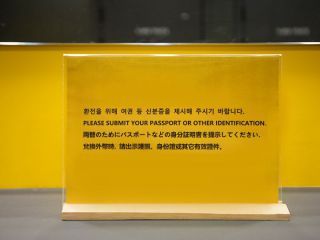 환전을 위해 여권 등 신분증을 제시해 주시기 바랍니다.
PLEASE SUBMIT YOUR PASSPORT OR OTHER IDENTIFICATION.
両替のためにパスポートなどの身分証明書を提示してください.
兌換外幣時, 請出示護照, 身份證或其它有效證件。